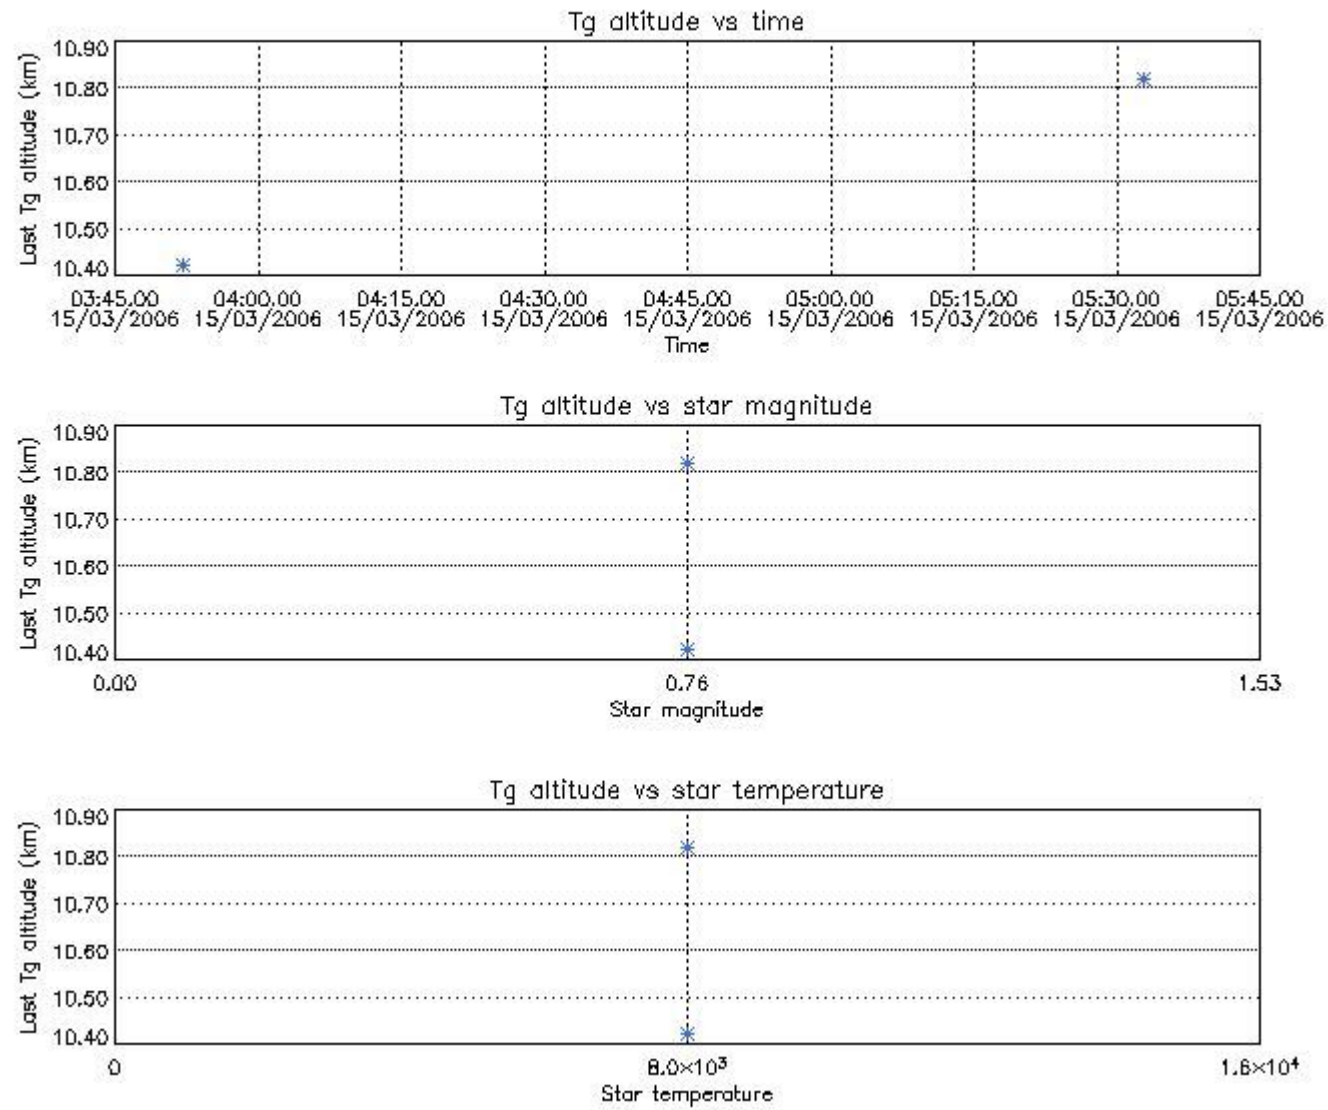 Tg altitude vs time
Last Tg altitude (km)
10.90
10.80
10.70
10.60
10.50
10.40
03:45.00 04:00.00 04:15.00 04:30.00 04:45.00 05:00.00 05:15.00 05:30.00 05:45.00
15/03/2006 15/03/2006 15/03/2006 15/03/2006 15/03/2006 15/03/2006 15/03/2006 15/03/2006 15/03/2006
Time
Tg altitude vs star magnitude
Last Tg altitude (km)
10.90
10.80
10.70
10.60
10.50
10.40
0.00 0.76 1.53
Star magnitude
Tg altitude vs star temperature
Last Tg altitude (km)
10.90
10.80
10.70
10.60
10.50
10.40
0 8.0×10³ 1.6×10⁴
Star temperature